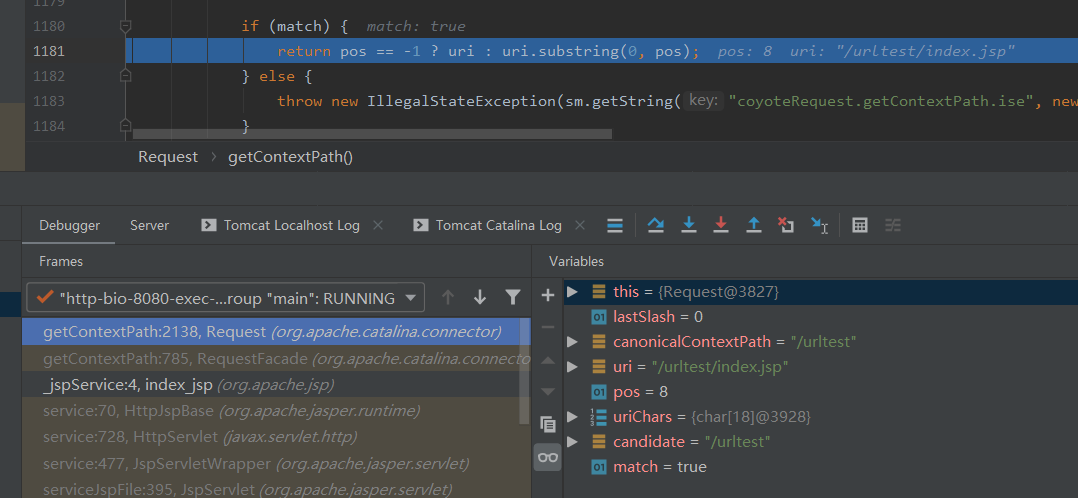 1179
1180 if (match) { match: true
1181 return pos == -1 ? uri : uri.substring(0, pos); pos: 8 uri: "/urltest/index.jsp"
1182 } else {
1183 throw new IllegalStateException(sm.getString( key: "coyoteRequest.getContextPath.ise", new
1184 }
Request > getContextPath()
Debugger Server Tomcat Localhost Log Tomcat Catalina Log
Frames Variables
"http-bio-8080-exec-...roup "main": RUNNING
getContextPath:2138, Request (org.apache.catalina.connector)
getContextPath:785, RequestFacade (org.apache.catalina.connecto
_jspService:4, index_jsp (org.apache.jsp)
service:70, HttpJspBase (org.apache.jasper.runtime)
service:728, HttpServlet (javax.servlet.http)
service:477, JspServletWrapper (org.apache.jasper.servlet)
serviceJspFile:395, JspServlet (org.apache.jasper.servlet)
this = {Request@3827}
lastSlash = 0
canonicalContextPath = "/urltest"
uri = "/urltest/index.jsp"
pos = 8
uriChars = {char[18]@3928}
candidate = "/urltest"
match = true